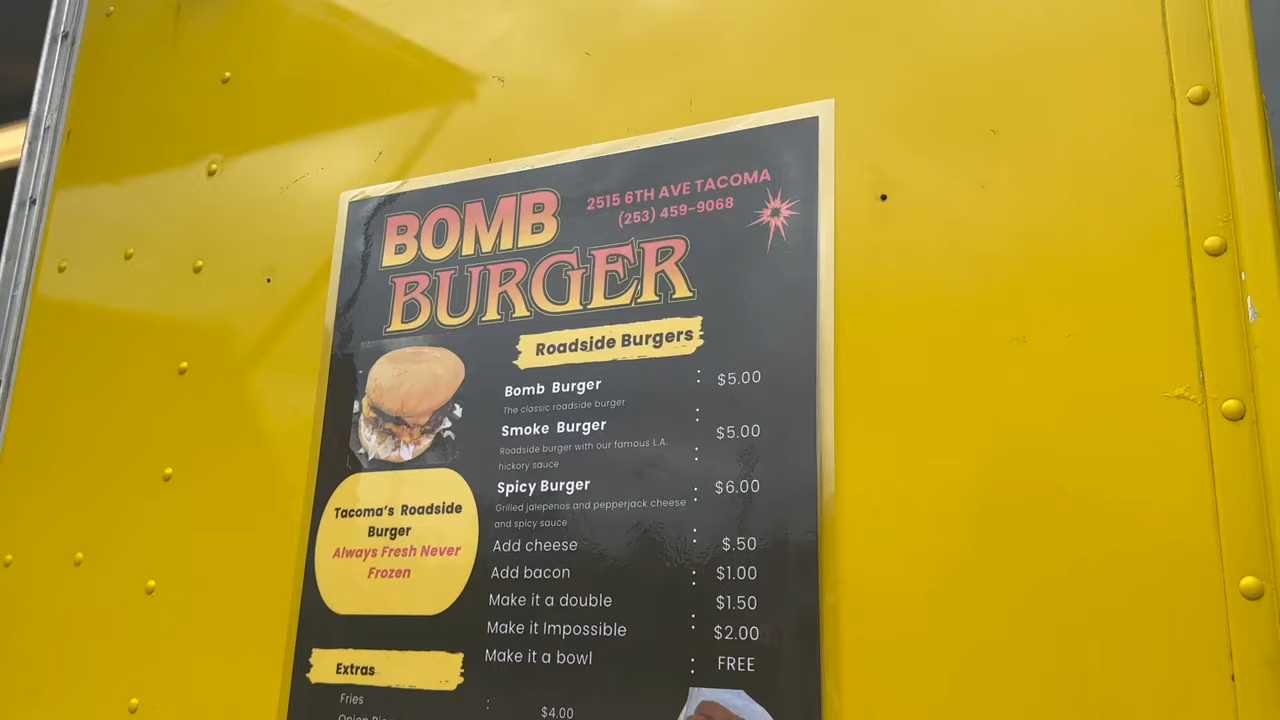 BOMB
BURGER
2515 6TH AVE TACOMA
(253) 459-9068
Roadside Burgers
Bomb Burger : $5.00
The classic roadside burger
Smoke Burger : $5.00
Roadside burger with our famous L.A.
hickory sauce
Spicy Burger : $6.00
Grilled jalepenos and pepperjack cheese
and spicy sauce
Add cheese : $.50
Add bacon : $1.00
Make it a double : $1.50
Make it Impossible : $2.00
Make it a bowl : FREE
Tacoma's Roadside
Burger
Always Fresh Never
Frozen
Extras
Fries : $4.00
Onion